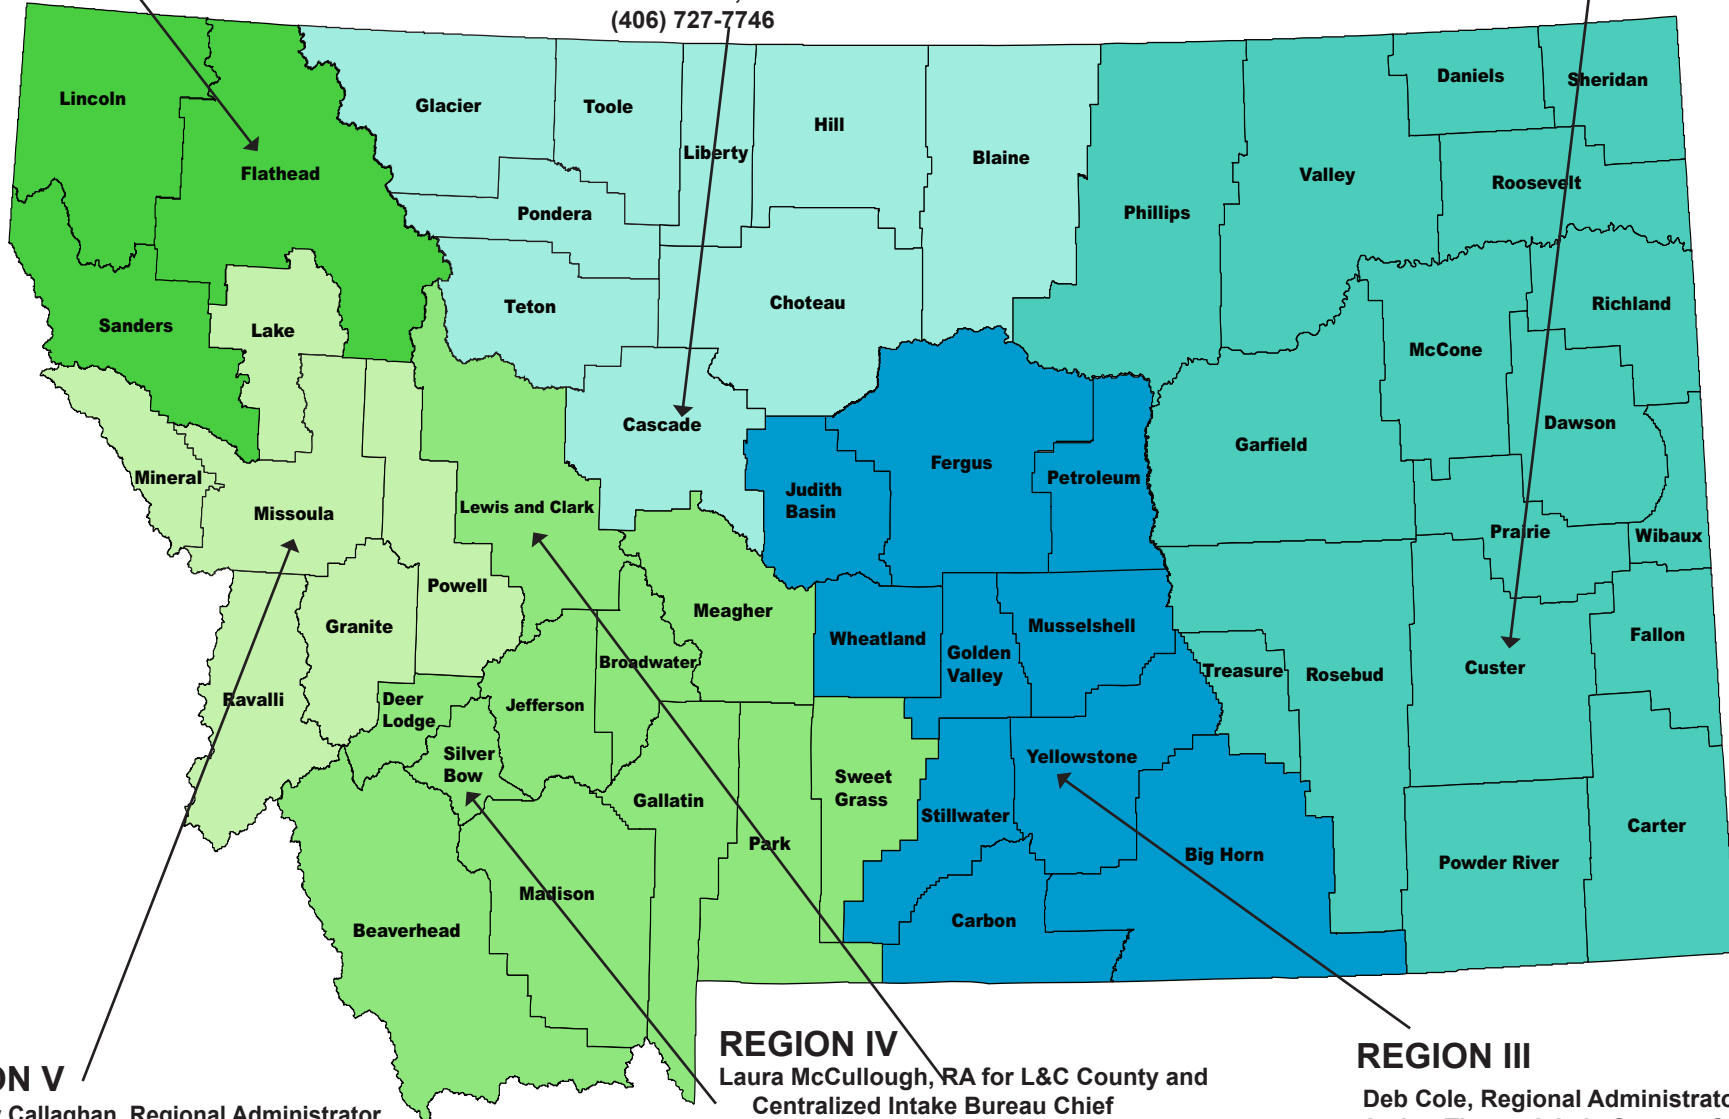 (406) 727-7746
Lincoln
Flathead
Glacier
Toole
Liberty
Hill
Blaine
Phillips
Valley
Daniels
Sheridan
Roosevelt
Pondera
Teton
Choteau
Sanders
Lake
McCone
Richland
Cascade
Fergus
Petroleum
Garfield
Dawson
Mineral
Missoula
Lewis and Clark
Judith
Basin
Prairie
Wibaux
Powell
Granite
Meagher
Wheatland
Golden
Valley
Musselshell
Treasure
Rosebud
Custer
Fallon
Ravalli
Deer
Lodge
Jefferson
Broadwater
Silver
Bow
Gallatin
Park
Sweet
Grass
Yellowstone
Stillwater
Big Horn
Carbon
Powder River
Carter
Madison
Beaverhead
ON V
Callaghan, Regional Administrator
REGION IV
Laura McCullough, RA for L&C County and
Centralized Intake Bureau Chief
REGION III
Deb Cole, Regional Administrato